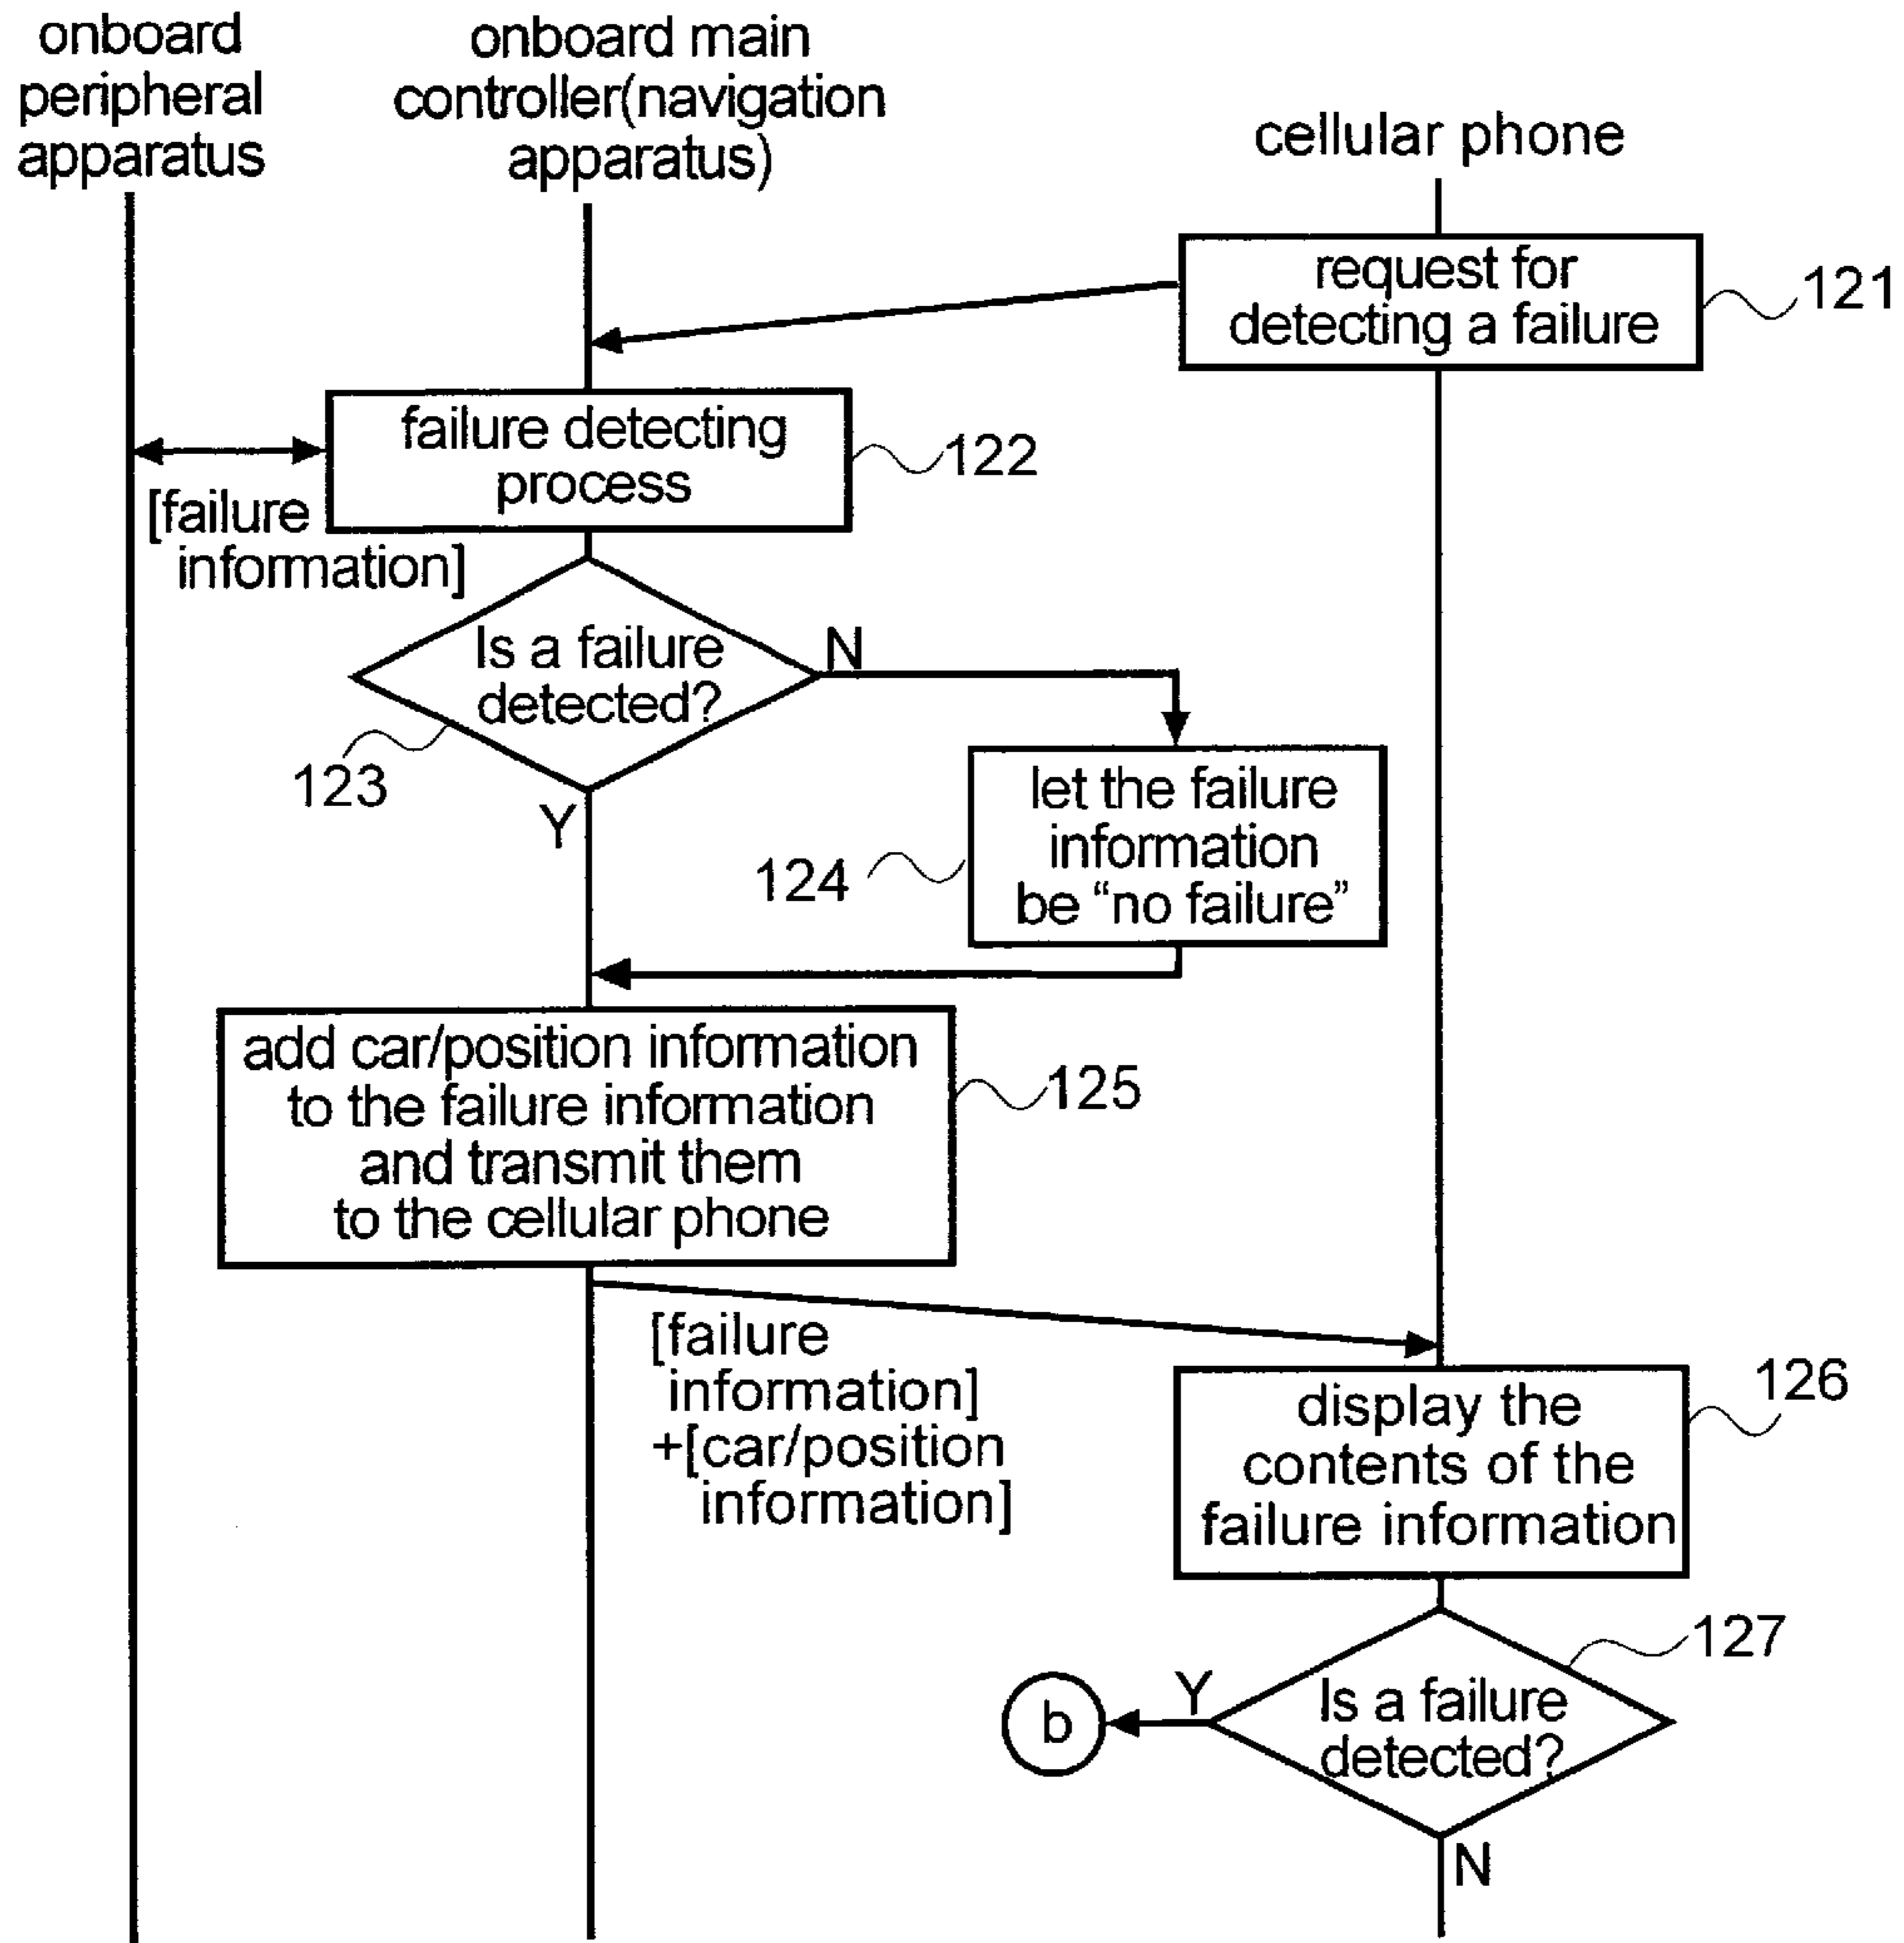 onboard
peripheral
apparatus
onboard main
controller(navigation
apparatus)
cellular phone
request for
detecting a failure
121
failure detecting
process
122
[failure
information]
Is a failure
detected?
N
123
Y
let the failure
information
be “no failure”
124
add car/position information
to the failure information
and transmit them
to the cellular phone
125
[failure
information]
+[car/position
information]
display the
contents of the
failure information
126
127
Is a failure
detected?
Y
b
N